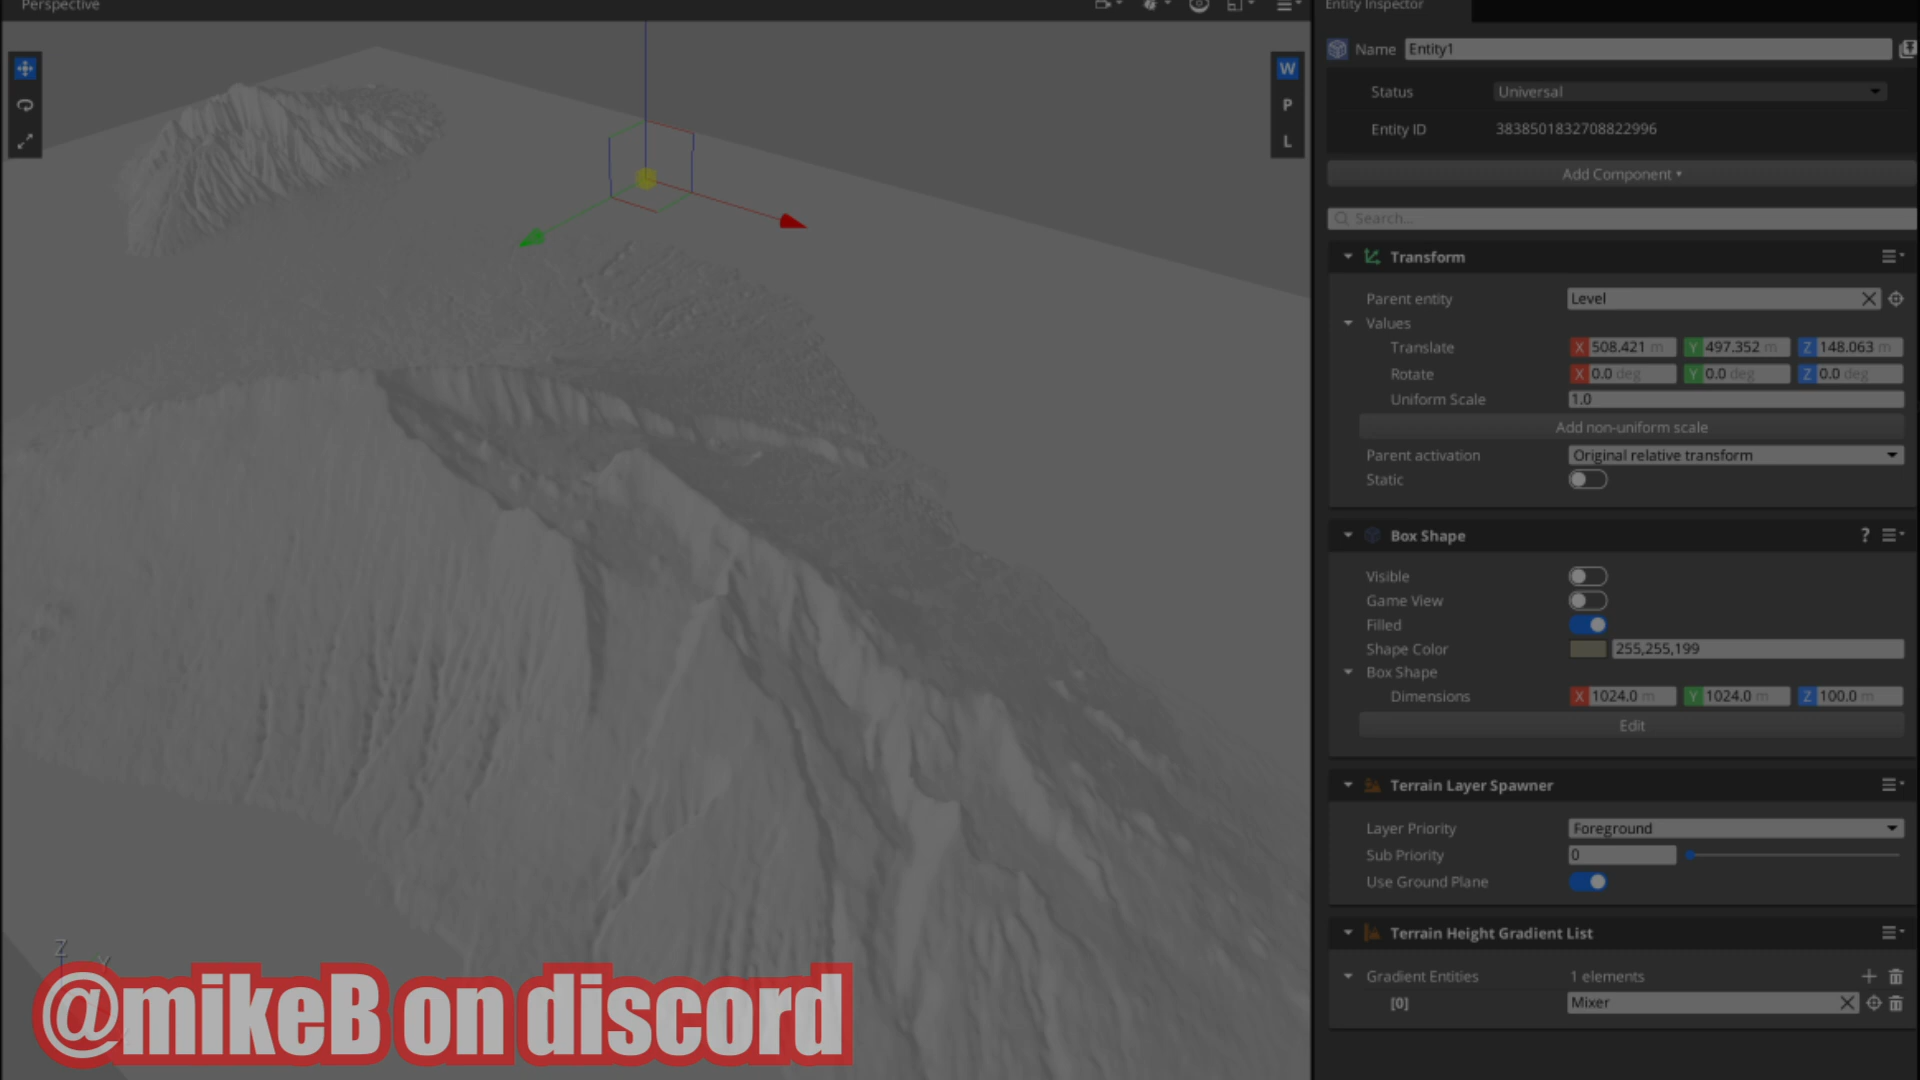 Perspective
W
P
L
Z
Y
@mikeB on discord
Entity Inspector
Name Entity1
Status Universal
Entity ID 3838501832708822996
Add Component
Search...
Transform
Parent entity Level
Values
Translate X 508.421 m Y 497.352 m Z 148.063 m
Rotate X 0.0 deg Y 0.0 deg Z 0.0 deg
Uniform Scale 1.0
Add non-uniform scale
Parent activation Original relative transform
Static
Box Shape ?
Visible
Game View
Filled
Shape Color 255,255,199
Box Shape
Dimensions X 1024.0 m Y 1024.0 m Z 100.0 m
Edit
Terrain Layer Spawner
Layer Priority Foreground
Sub Priority 0
Use Ground Plane
Terrain Height Gradient List
Gradient Entities 1 elements
[0] Mixer